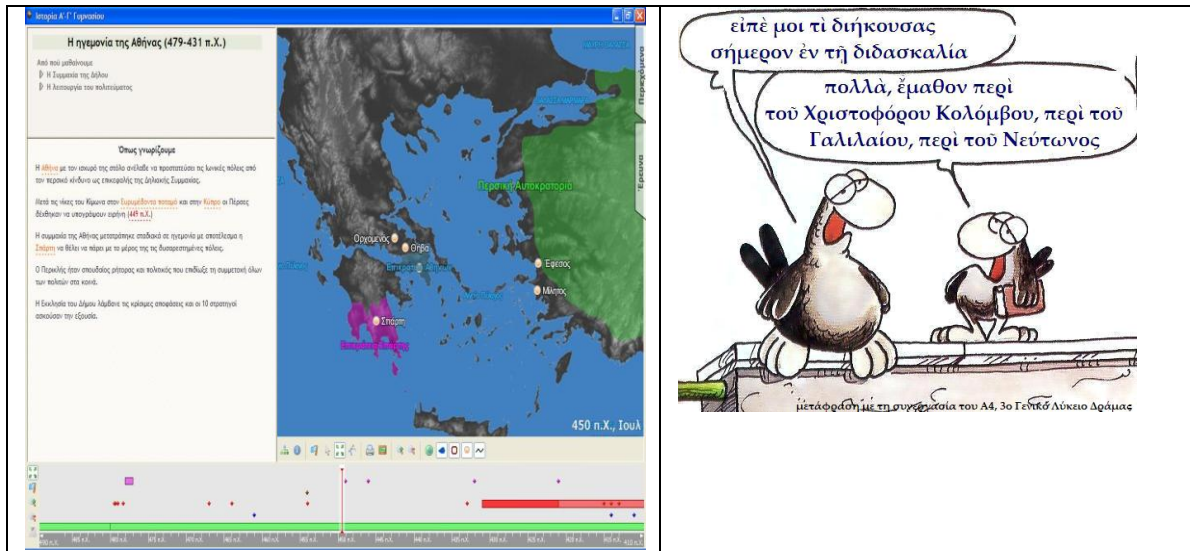 Ιστορία Α'-Γ' Γυμνασίου
Η ηγεμονία της Αθήνας (479-431 π.Χ.)
Από πού μαθαίνουμε
Η Συμμαχία της Δήλου
Η λειτουργία του πολιτεύματος
Όπως γνωρίζουμε
Η Αθήνα με τον ισχυρό της στόλο ανέλαβε να προστατεύσει τις Ιωνικές πόλεις από
τον περσικό κίνδυνο ως επικεφαλής της Δηλιακής Συμμαχίας.
Μετά τις νίκες του Κίμωνα στον Ευρυμέδοντα ποταμό και στην Κύπρο οι Πέρσες
δέχθηκαν να υπογράψουν ειρήνη (449 π.Χ.)
Η συμμαχία της Αθήνας μετατράπηκε σταδιακά σε ηγεμονία με αποτέλεσμα η
Σπάρτη να θέλει να πάρει με το μέρος της τις δυσαρεστημένες πόλεις.
Ο Περικλής ήταν σπουδαίος ρήτορας και πολιτικός που επιδίωξε τη συμμετοχή όλων
των πολιτών στα κοινά.
Η Εκκλησία του Δήμου λάμβανε τις κρίσιμες αποφάσεις και οι 10 στρατηγοί
ασκούσαν την εξουσία.
Περιεχόμενα
Έρευνα
Περσική Αυτοκρατορία
Ορχομενός
Θήβα
Έφεσος
Μίλητος
Σπάρτη
450 π.Χ., Ιουλ
εἰπὲ μοι τὶ διήκουσας
σήμερον ἐν τῇ διδασκαλία
πολλὰ, ἔμαθον περὶ
τοῦ Χριστοφόρου Κολόμβου, περὶ τοῦ
Γαλιλαίου, περὶ τοῦ Νεύτωνος
μετάφραση με τη συνεργασία του Α4, 3ο Γενικό Λύκειο Δράμας